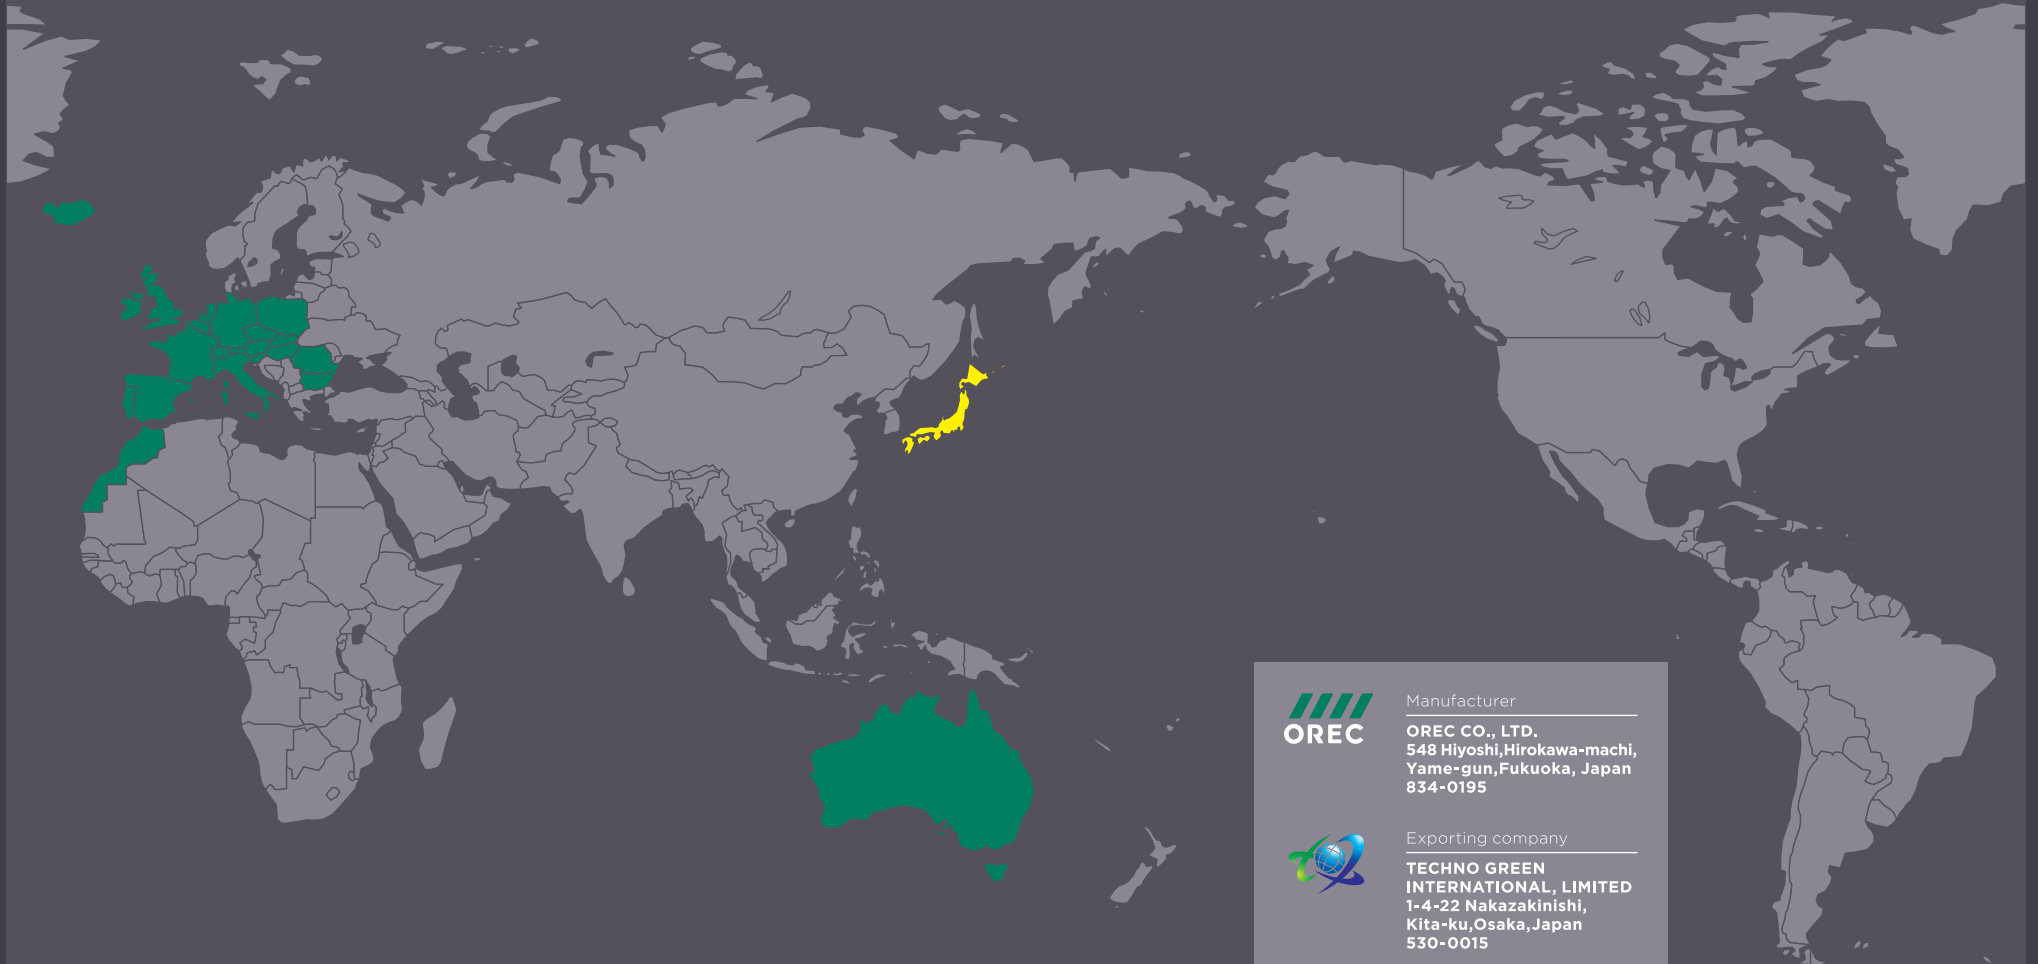 OREC
Manufacturer
OREC CO., LTD.
548 Hiyoshi,Hirokawa-machi,
Yame-gun,Fukuoka, Japan
834-0195
Exporting company
TECHNO GREEN
INTERNATIONAL, LIMITED
1-4-22 Nakazakinishi,
Kita-ku,Osaka,Japan
530-0015